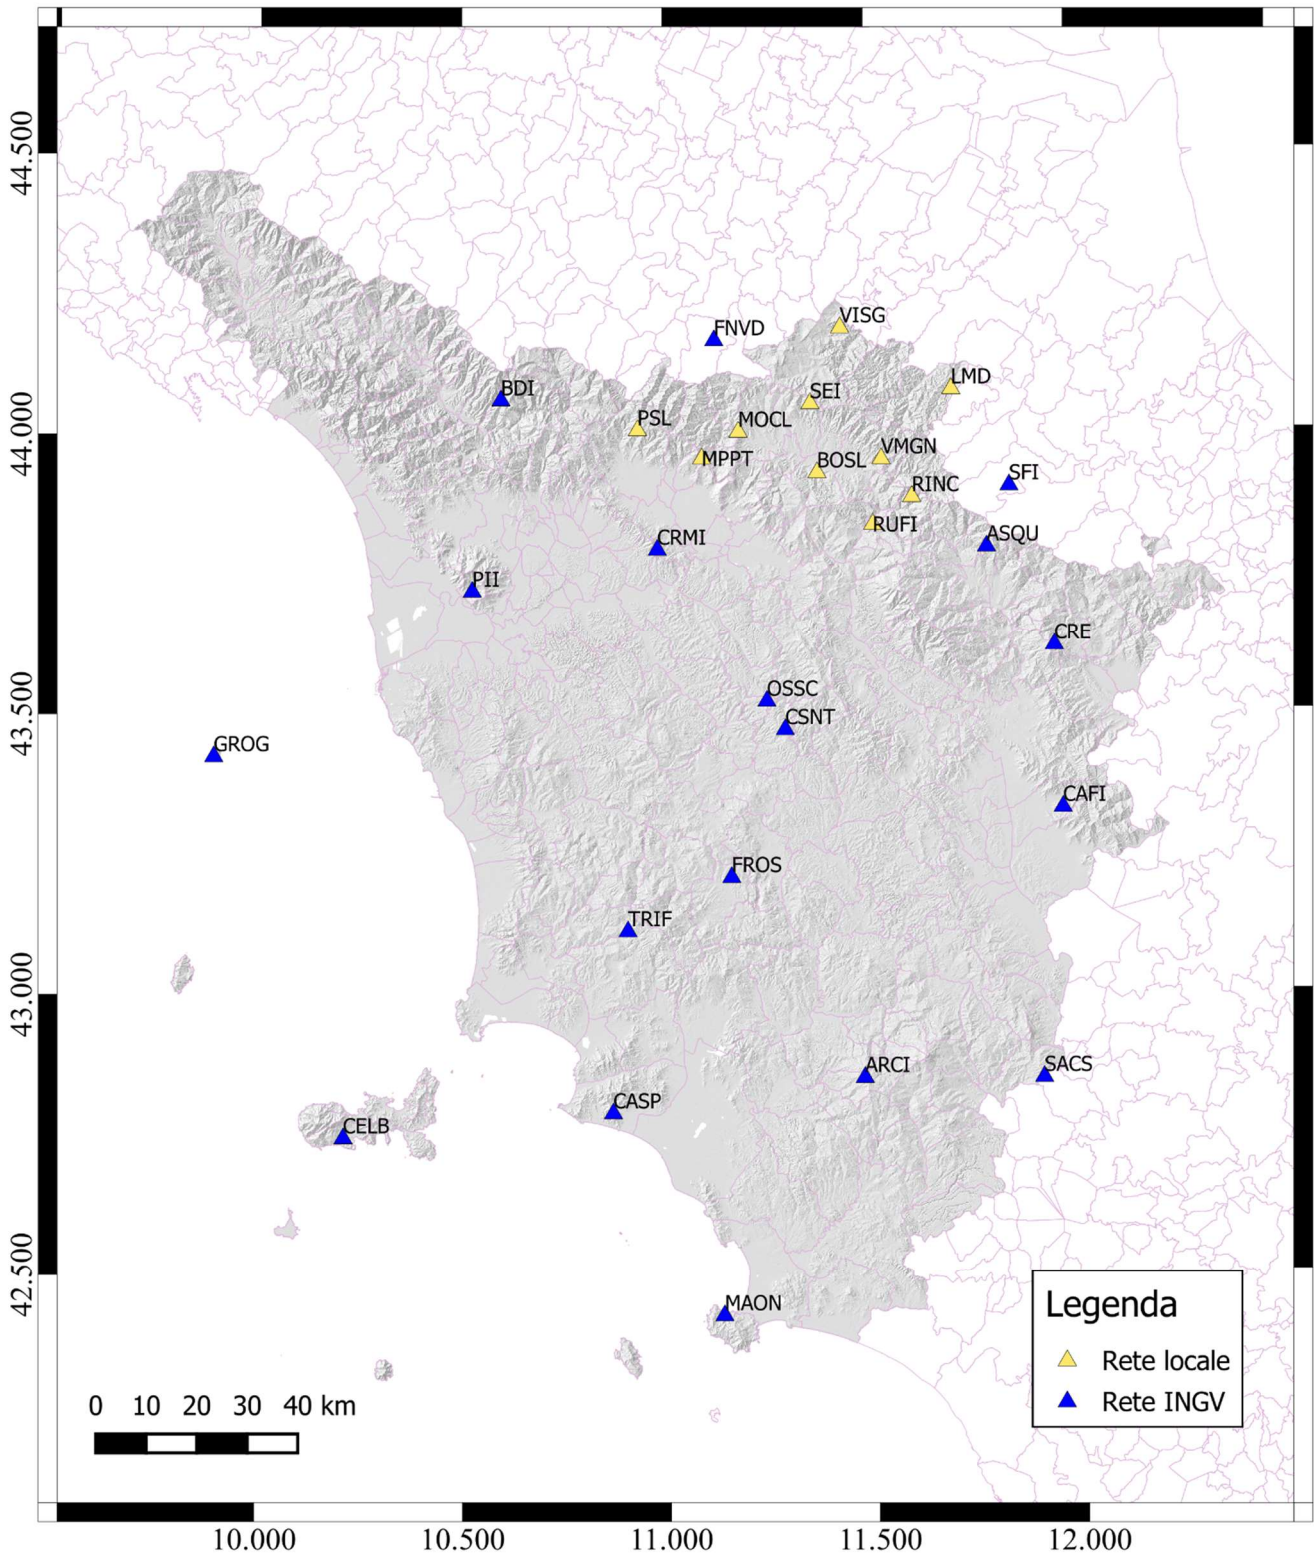 44.500
44.000
43.500
43.000
42.500
VISG
FNVD
LMD
BDI
SEI
PSL
MOCL
VMGN
MPPT
BOSL
SFI
RINC
RUFI
ASQU
CRMI
PII
CRE
OSSC
CSNT
GROG
CAFI
FROS
TRIF
ARCI
SACS
CASP
CELB
MAON
Legenda
Rete locale
Rete INGV
0 10 20 30 40 km
10.000 10.500 11.000 11.500 12.000